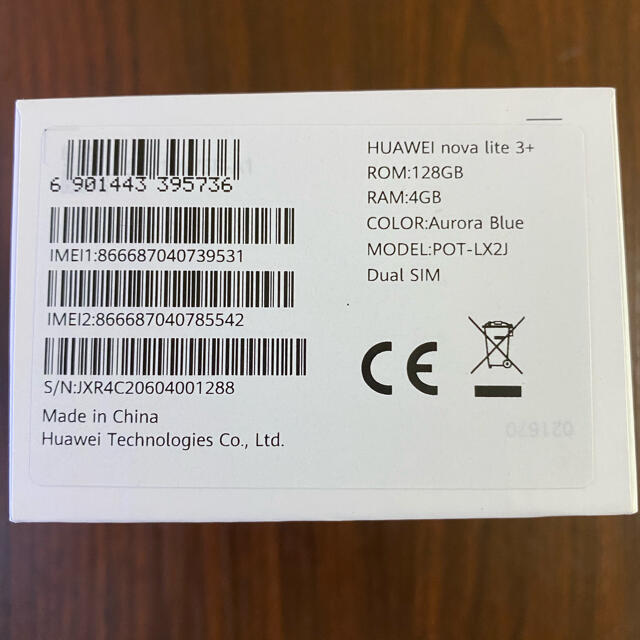 6 901443 395736
IMEI1:866687040739531
IMEI2:866687040785542
S/N:JXR4C20604001288
Made in China
Huawei Technologies Co., Ltd.
HUAWEI nova lite 3+
ROM:128GB
RAM:4GB
COLOR:Aurora Blue
MODEL:POT-LX2J
Dual SIM
CE
021670